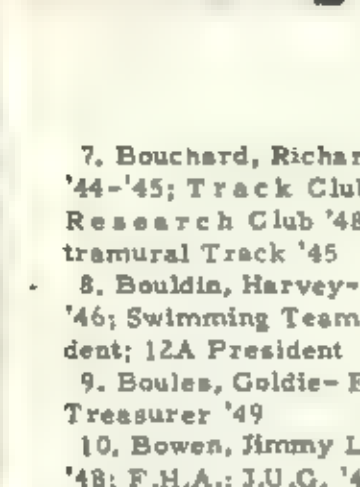 7. Bouchard, Richar
'44-'45; Track Club
Research Club '48
tramural Track '45
8. Bouldin, Harvey-
'46; Swimming Team
dent; 12A President
9. Boules, Goldie-
Treasurer '49
10. Bowen, Jimmy L
'48; F.H.A.; J.U.G. '4